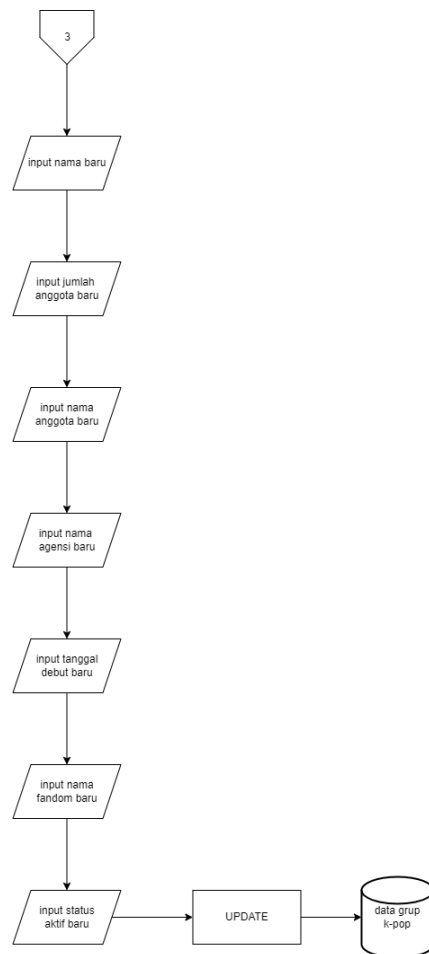 3
input nama baru
input jumlah
anggota baru
input nama
anggota baru
input nama
agensi baru
input tanggal
debut baru
input nama
fandom baru
input status
aktif baru
UPDATE
data grup
k-pop